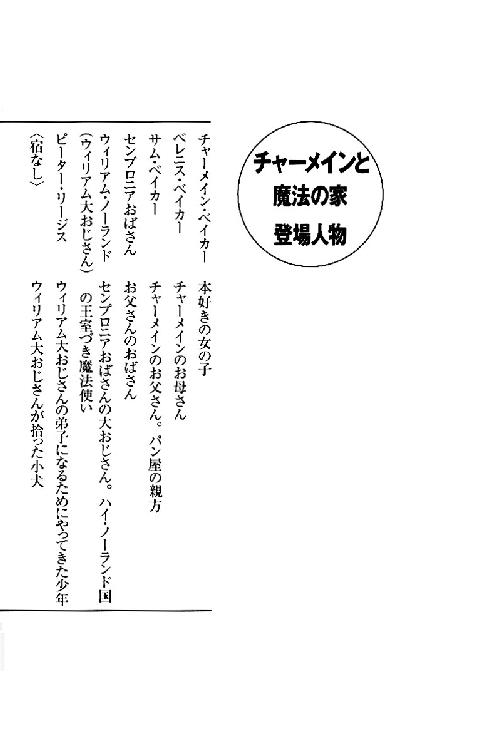 チャーメインと
魔法の家
登場人物
チャーメイン・ベイカー　本好きの女の子
ベレニス・ベイカー　チャーメインのお母さん
サム・ベイカー　チャーメインのお父さん。パン屋の親方
センプロニアおばさん　お父さんのおばさん
ウィリアム・ノーランド　センプロニアおばさんの大おじさん。ハイ・ノーランド国
（ウィリアム大おじさん）　の王室づき魔法使い
ピーター・リージス　ウィリアム大おじさんの弟子になるためにやってきた少年
（宿なし）　ウィリアム大おじさんが拾った小犬